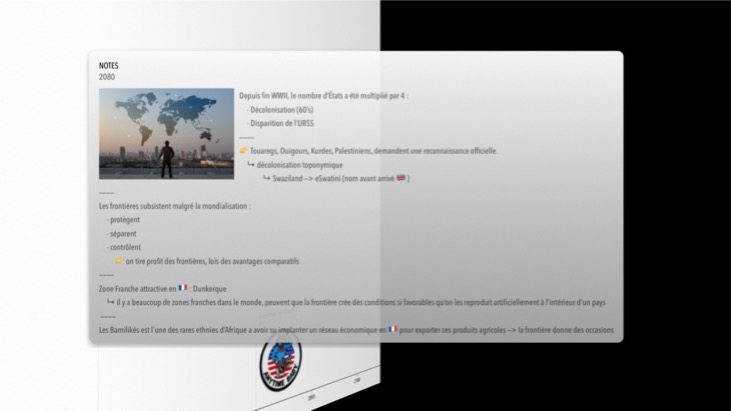 NOTES
2080
Depuis fin WWII, le nombre d'États a été multiplié par 4 :
- Décolonisation (60's)
- Disparition de l'URSS
-----
👉 Touaregs, Ouïgours, Kurdes, Palestiniens, demandent une reconnaissance officielle.
↳ décolonisation toponymique
↳ Swaziland –> eSwatini (nom avant arrivé 🇬🇧 )
-----
Les frontières subsistent malgré la mondialisation :
- protègent
- séparent
- contrôlent
👉 on tire profit des frontières, lois des avantages comparatifs
-----
Zone Franche attractive en 🇫🇷 : Dunkerque
↳ il y a beaucoup de zones franches dans le monde, peuvent que la frontière crée des conditions si favorables qu'on les reproduit artificiellement à l'intérieur d'un pays
-----
Les Bamilikés est l'une des rares ethnies d'Afrique a avoir su implanter un réseau économique en 🇫🇷 pour exporter ses produits agricoles –> la frontière donne des occasions